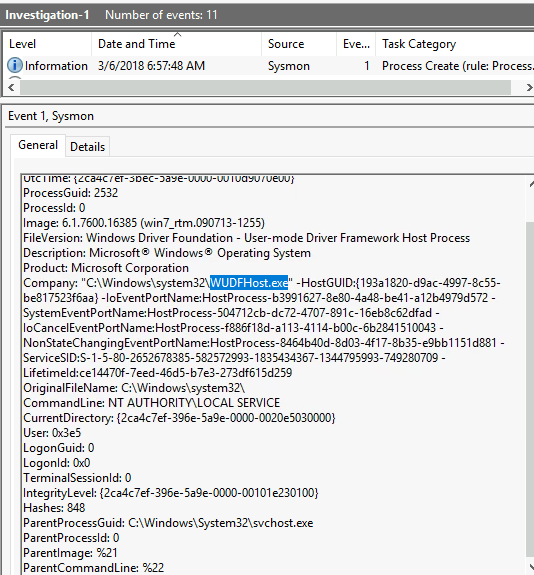 Investigation-1 Number of events: 11
Level Date and Time Source Eve... Task Category
Information 3/6/2018 6:57:48 AM Sysmon 1 Process Create (rule: Process.
Event 1, Sysmon
General Details
UtcTime: {2ca4c7ef-3bec-5a9e-0000-0010d9070e00}
ProcessGuid: 2532
ProcessId: 0
Image: 6.1.7600.16385 (win7_rtm.090713-1255)
FileVersion: Windows Driver Foundation - User-mode Driver Framework Host Process
Description: Microsoft® Windows® Operating System
Product: Microsoft Corporation
Company: "C:\Windows\system32\WUDFHost.exe" -HostGUID:{193a1820-d9ac-4997-8c55-
be817523f6aa} -IoEventPortName:HostProcess-b3991627-8e80-4a48-be41-a12b4979d572 -
SystemEventPortName:HostProcess-504712cb-dc72-4707-891c-16eb8c62dfad -
IoCancelEventPortName:HostProcess-f886f18d-a113-4114-b00c-6b2841510043 -
NonStateChangingEventPortName:HostProcess-8464b40d-8d03-4f17-8b35-e9bb1151d881 -
ServiceSID:S-1-5-80-2652678385-582572993-1835434367-1344795993-749280709 -
LifetimeId:ce14470f-7eed-46d5-b7e3-273df615d259
OriginalFileName: C:\Windows\system32\
CommandLine: NT AUTHORITY\LOCAL SERVICE
CurrentDirectory: {2ca4c7ef-396e-5a9e-0000-0020e5030000}
User: 0x3e5
LogonGuid: 0
LogonId: 0x0
TerminalSessionId: 0
IntegrityLevel: {2ca4c7ef-396e-5a9e-0000-00101e230100}
Hashes: 848
ParentProcessGuid: C:\Windows\System32\svchost.exe
ParentProcessId: 0
ParentImage: %21
ParentCommandLine: %22